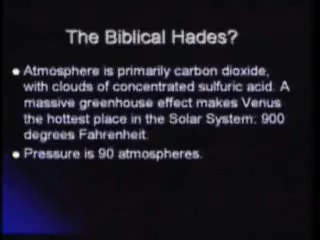 The Biblical Hades?
Atmosphere is primarily carbon dioxide,
with clouds of concentrated sulfuric acid. A
massive greenhouse effect makes Venus
the hottest place in the Solar System: 900
degrees Fahrenheit.
Pressure is 90 atmospheres.